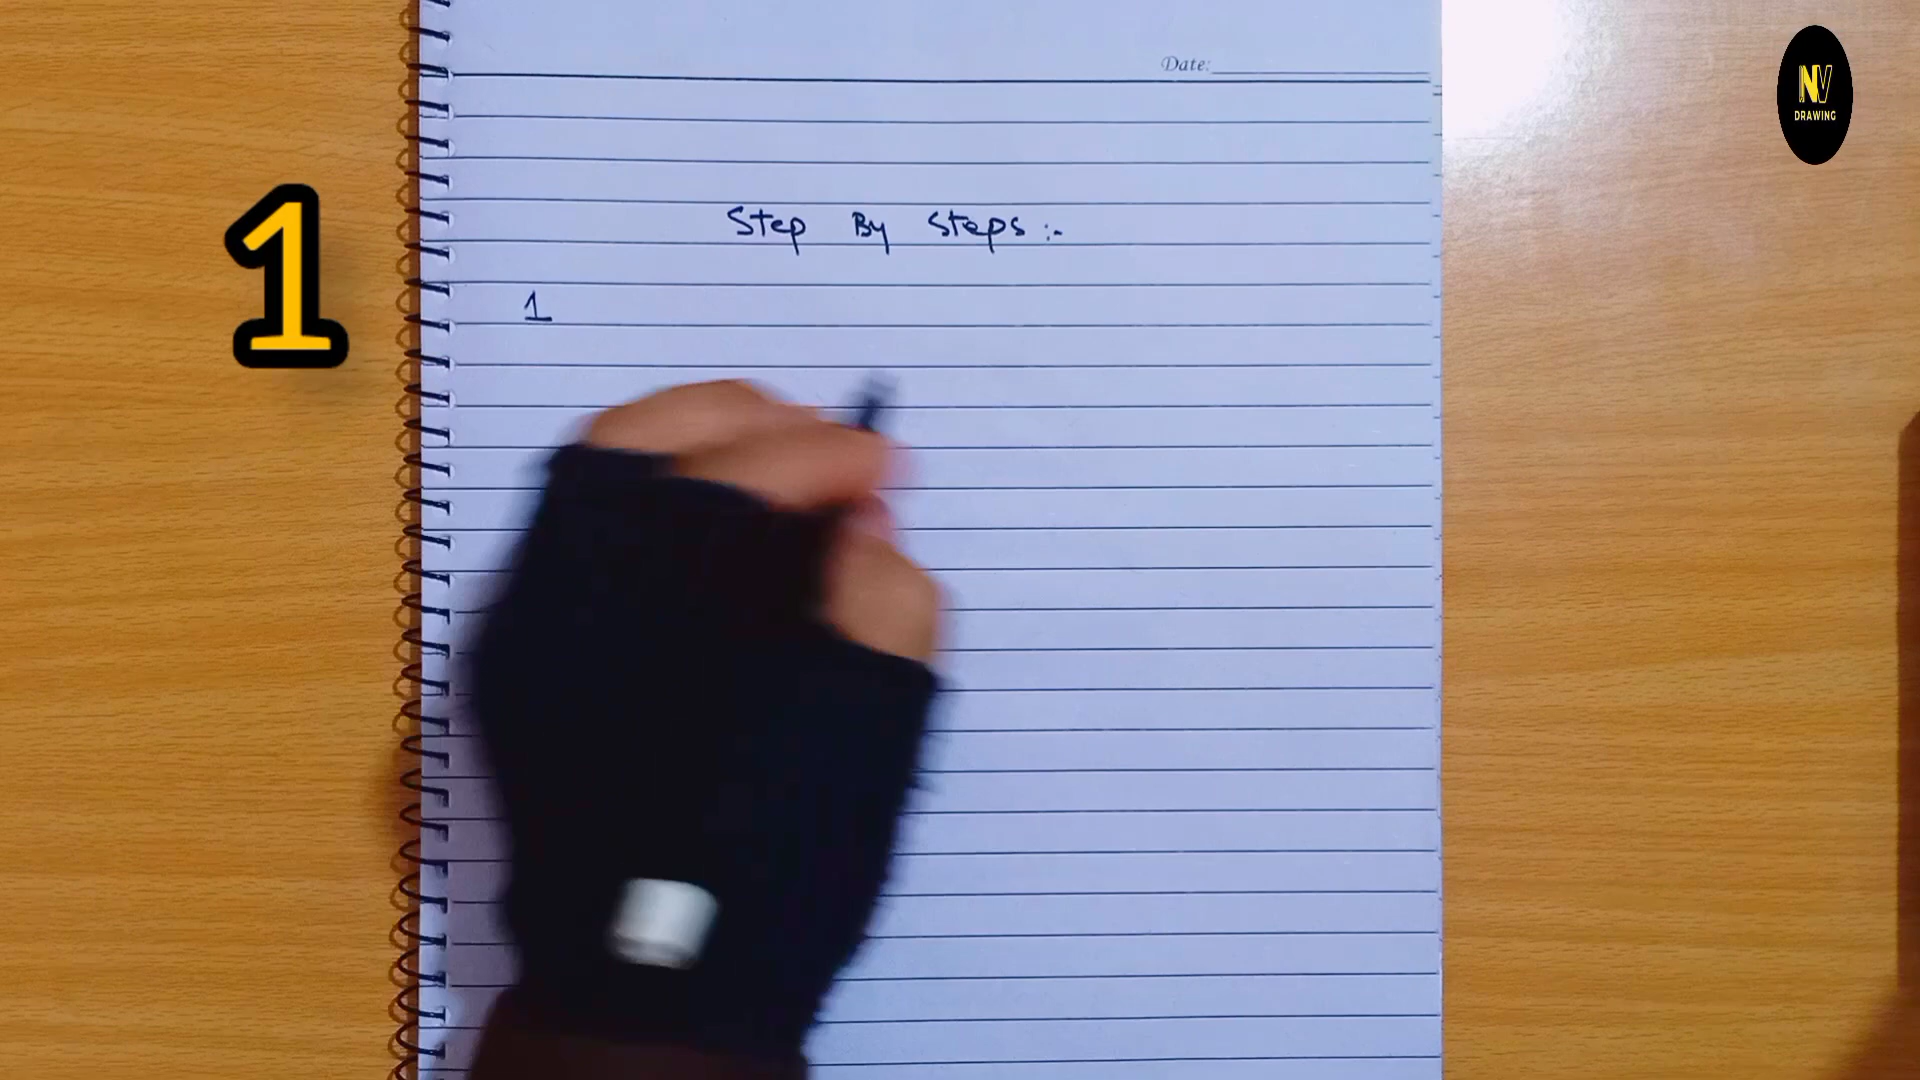 Date:
NV
DRAWING
1
Step By Steps :-
1